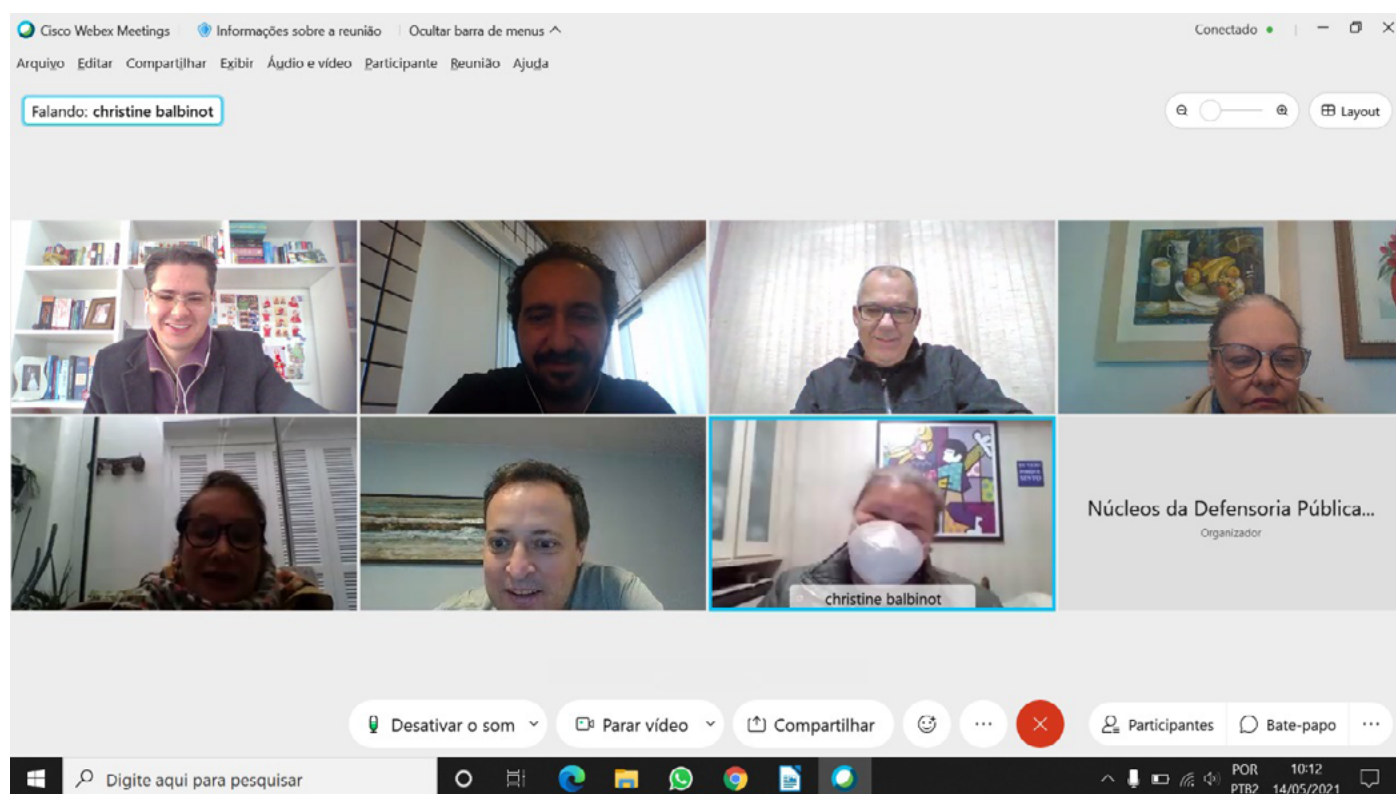 Cisco Webex Meetings Informações sobre a reunião Ocultar barra de menus Conectado
Arquivo Editar Compartilhar Exibir Áudio e vídeo Participante Reunião Ajuda
Falando: christine balbinot
Layout
Núcleos da Defensoria Pública...
Organizador
christine balbinot
Desativar o som Parar vídeo Compartilhar ... Participantes Bate-papo ...
Digite aqui para pesquisar
POR 10:12
PTB2 14/05/2021